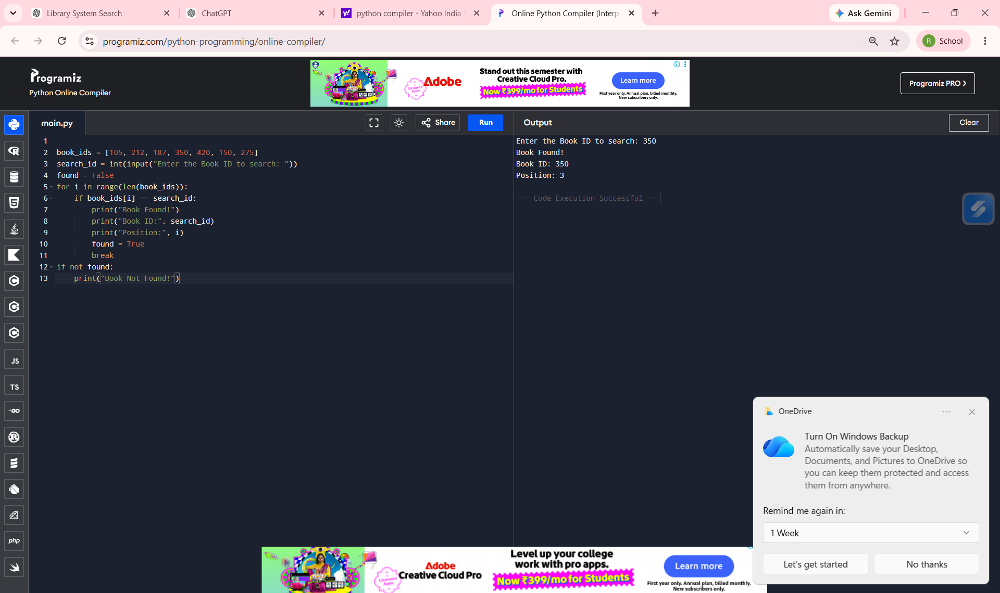 Library System Search
ChatGPT
python compiler - Yahoo India
Online Python Compiler (Interp
Ask Gemini
programiz.com/python-programming/online-compiler/
R School
Programiz
Python Online Compiler
Licensed Apps
Adobe
Stand out this semester with
Creative Cloud Pro.
Now ₹399/mo for Students
Learn more
First year only. Annual plan, billed monthly.
New subscribers only.
Programiz PRO
main.py
Share
Run
Output
Clear
1
2 book_ids = [105, 212, 187, 350, 420, 150, 275]
3 search_id = int(input("Enter the Book ID to search: "))
4 found = False
5 for i in range(len(book_ids)):
6 if book_ids[i] == search_id:
7 print("Book Found!")
8 print("Book ID:", search_id)
9 print("Position:", i)
10 found = True
11 break
12 if not found:
13 print("Book Not Found!")
Enter the Book ID to search: 350
Book Found!
Book ID: 350
Position: 3
=== Code Execution Successful ===
JS
TS
GO
php
OneDrive
Turn On Windows Backup
Automatically save your Desktop,
Documents, and Pictures to OneDrive so
you can keep them protected and access
them from anywhere.
Remind me again in:
1 Week
Let's get started
No thanks
Licensed Apps
Adobe
Creative Cloud Pro
Level up your college
work with pro apps.
Now ₹399/mo for Students
Learn more
First year only. Annual plan, billed monthly.
New subscribers only.